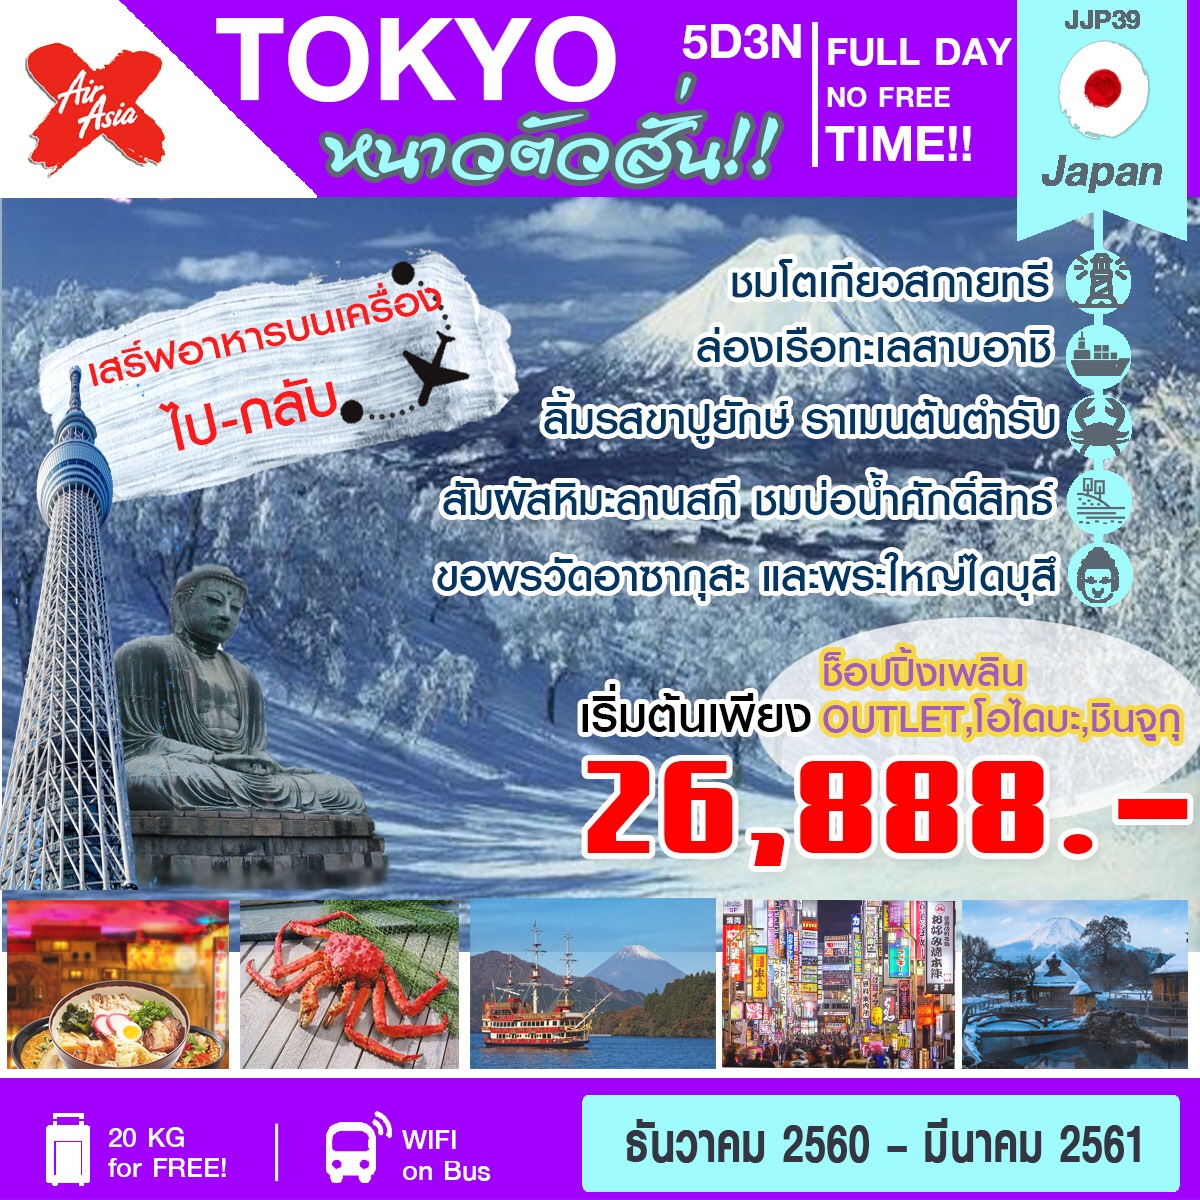 Air
Asia
TOKYO
5D3N
หนาวตัวสั่น!!
FULL DAY
NO FREE
TIME!!
JJP39
Japan
เสริ์ฟอาหารบนเครื่อง
ไป-กลับ
ชมโตเกียวสกายทรี
ล่องเรือทะเลสาบอาชิ
ลิ้มรสขาปูยักษ์ ราเมนต้นตำรับ
สัมผัสหิมะลานสกี ชมบ่อน้ำศักดิ์สิทธ์
ขอพรวัดอาซากุสะ และพระใหญ่ไดบุสึ
ช็อปปิ้งเพลิน
OUTLET,โอไดบะ,ชินจูกุ
เริ่มต้นเพียง
26,888.-
20 KG
for FREE!
WIFI
on Bus
ธันวาคม 2560 – มีนาคม 2561